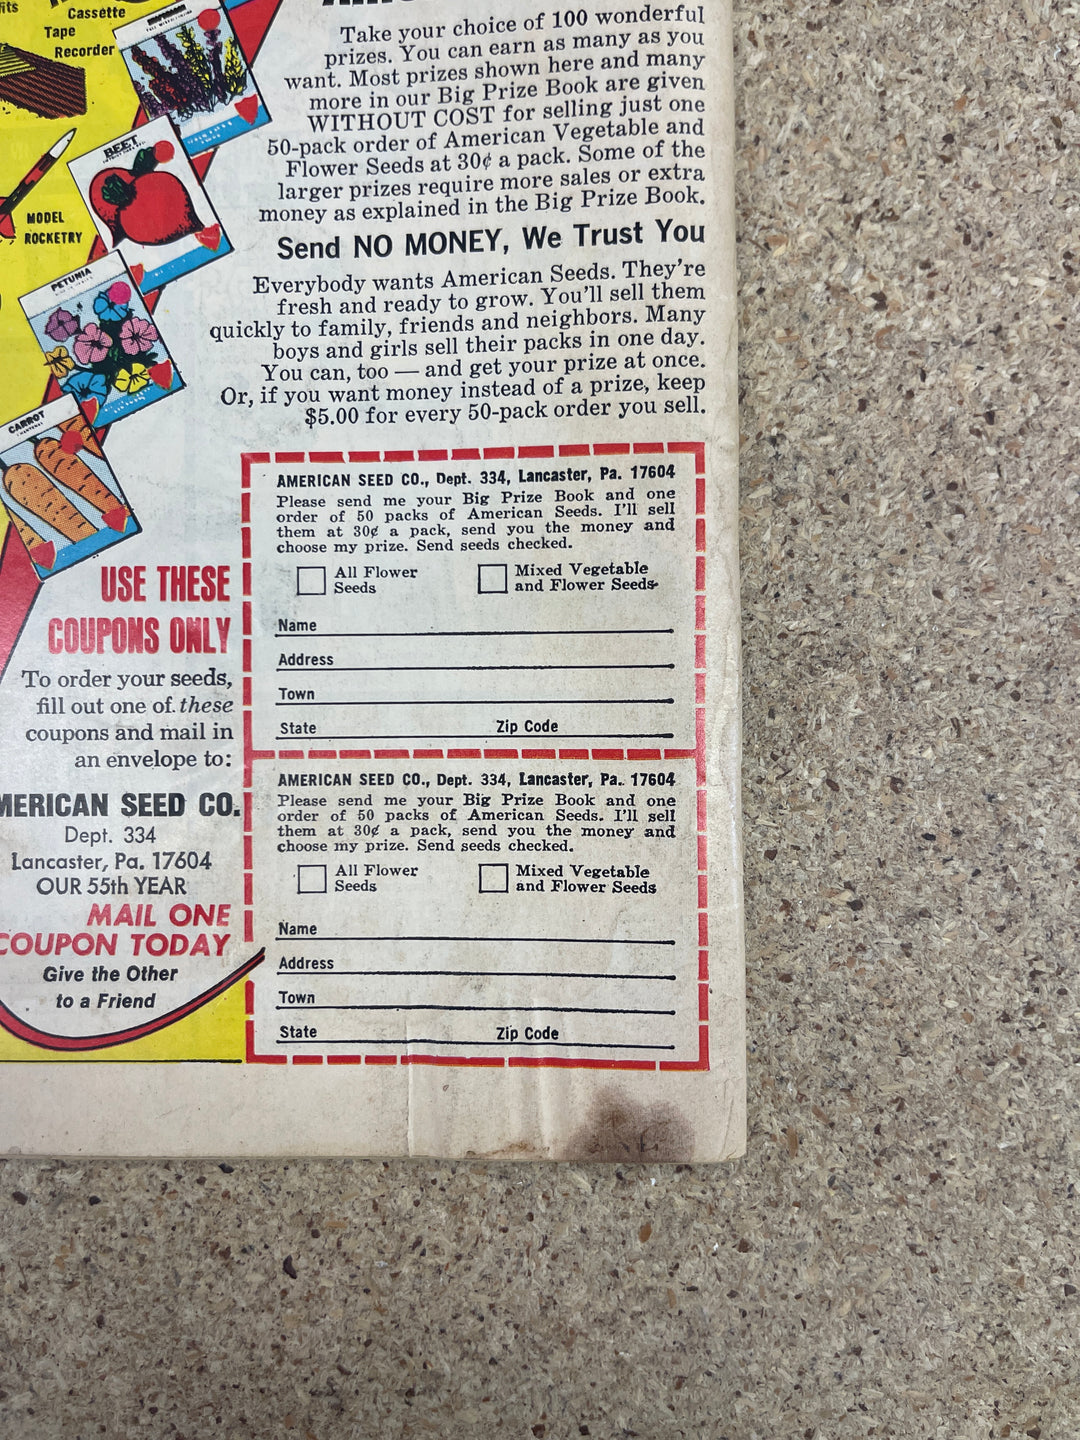 Cassette
Tape
Recorder
MODEL
ROCKETRY
BEET
PETUNIA
CARROT
Take your choice of 100 wonderful
prizes. You can earn as many as you
want. Most prizes shown here and many
more in our Big Prize Book are given
WITHOUT COST for selling just one
50-pack order of American Vegetable and
Flower Seeds at 30¢ a pack. Some of the
larger prizes require more sales or extra
money as explained in the Big Prize Book.
Send NO MONEY, We Trust You
Everybody wants American Seeds. They're
fresh and ready to grow. You'll sell them
quickly to family, friends and neighbors. Many
boys and girls sell their packs in one day.
You can, too — and get your prize at once.
Or, if you want money instead of a prize, keep
$5.00 for every 50-pack order you sell.
USE THESE
COUPONS ONLY
To order your seeds,
fill out one of these
coupons and mail in
an envelope to:
MERICAN SEED CO.
Dept. 334
Lancaster, Pa. 17604
OUR 55th YEAR
MAIL ONE
COUPON TODAY
Give the Other
to a Friend
AMERICAN SEED CO., Dept. 334, Lancaster, Pa. 17604
Please send me your Big Prize Book and one
order of 50 packs of American Seeds. I'll sell
them at 30¢ a pack, send you the money and
choose my prize. Send seeds checked.
All Flower
Seeds
Mixed Vegetable
and Flower Seeds
Name
Address
Town
State Zip Code
AMERICAN SEED CO., Dept. 334, Lancaster, Pa. 17604
Please send me your Big Prize Book and one
order of 50 packs of American Seeds. I'll sell
them at 30¢ a pack, send you the money and
choose my prize. Send seeds checked.
All Flower
Seeds
Mixed Vegetable
and Flower Seeds
Name
Address
Town
State Zip Code